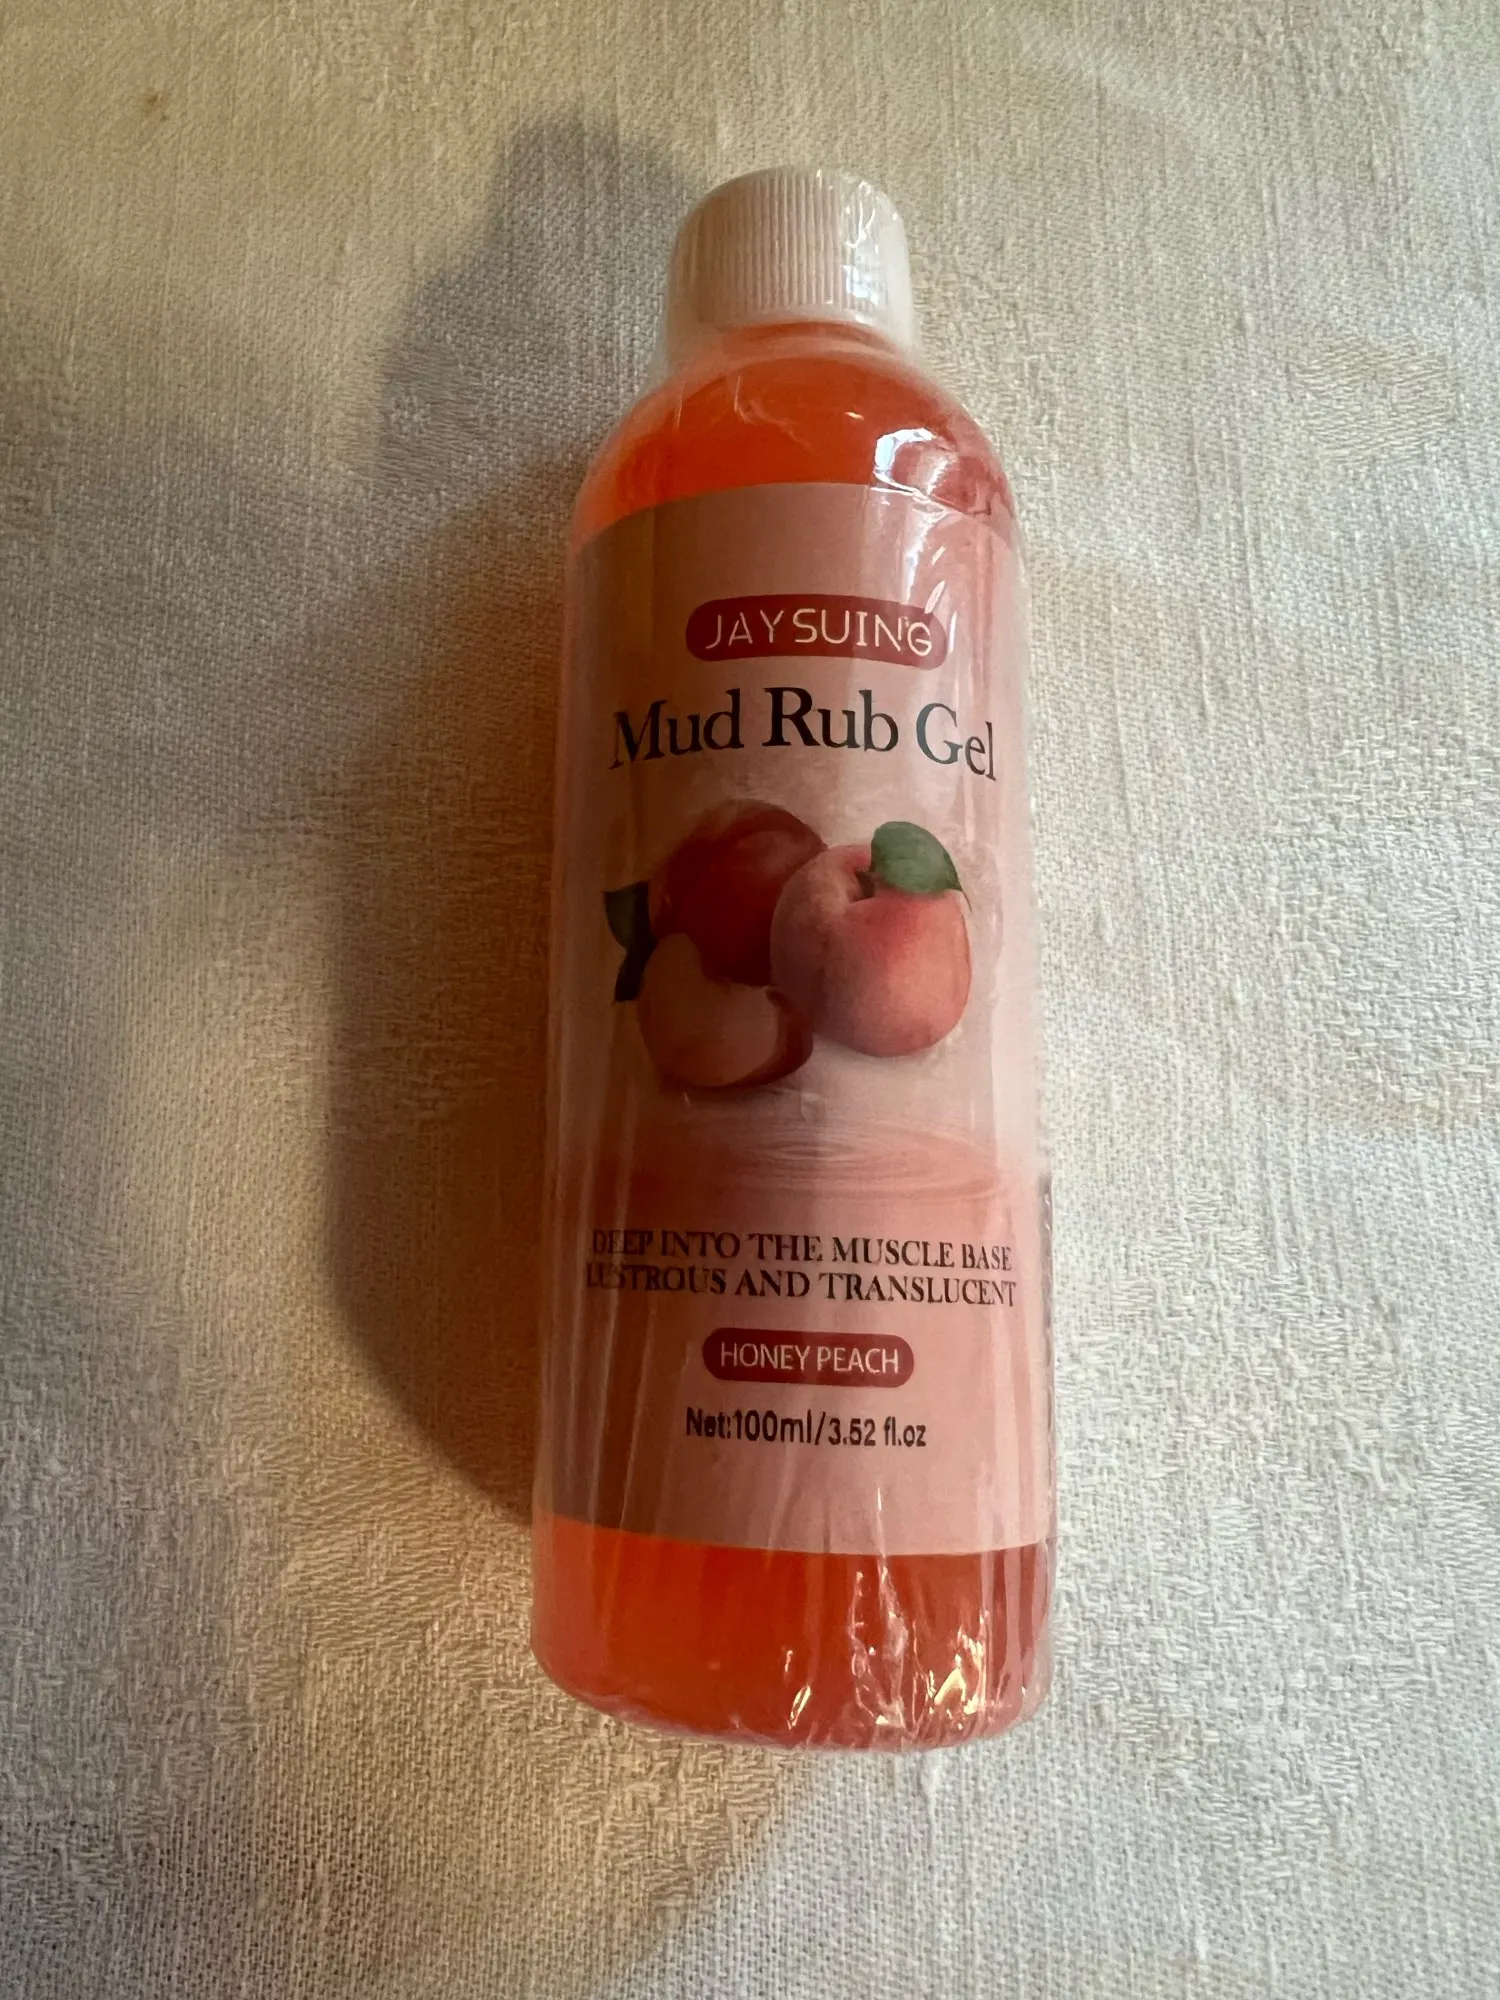 JAYSUING
Mud Rub Gel
DEEP INTO THE MUSCLE BASE
LUSTROUS AND TRANSLUCENT
HONEY PEACH
Net:100ml/3.52 fl.oz